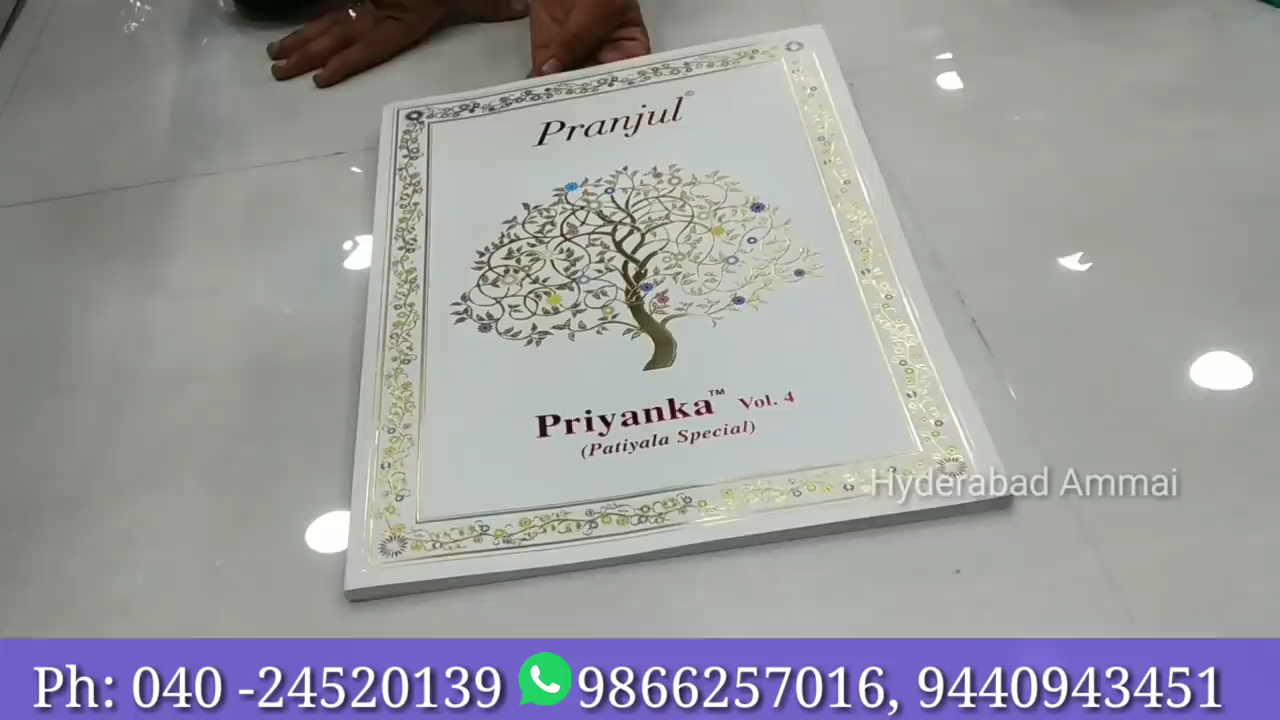 Pranjul©
Priyanka™ Vol. 4
(Patiyala Special)
Hyderabad Ammai
Ph: 040 -24520139 9866257016, 9440943451